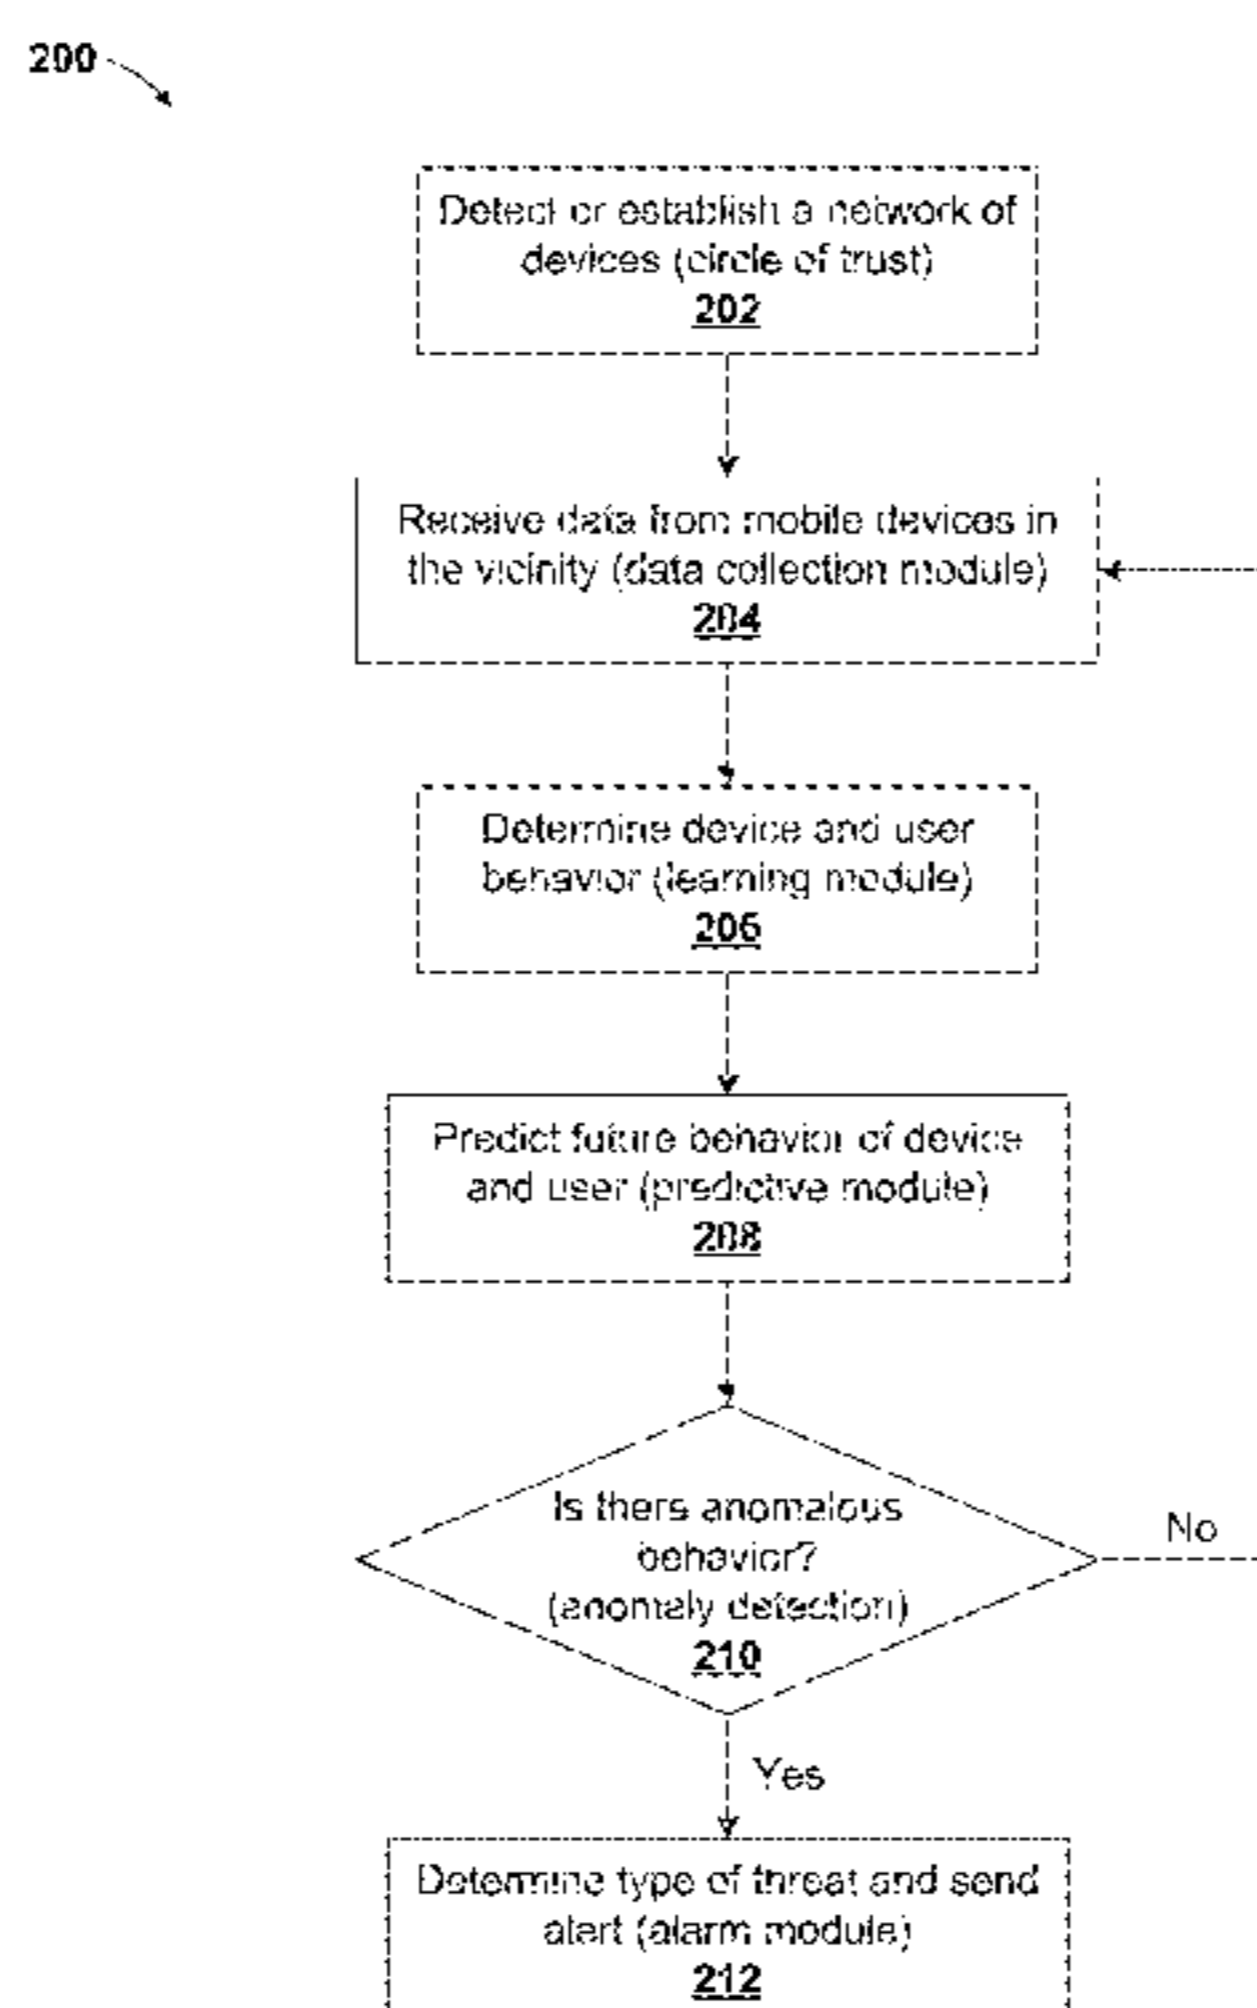 200
Detect or establish a network of
devices (circle of trust)
202
Receive data from mobile devices in
the vicinity (data collection module)
204
Determine device and user
behavior (learning module)
206
Predict future behavior of device
and user (predictive module)
208
Is there anomalous
behavior?
(anomaly detection)
210
No
Yes
Determine type of threat and send
alert (alarm module)
212